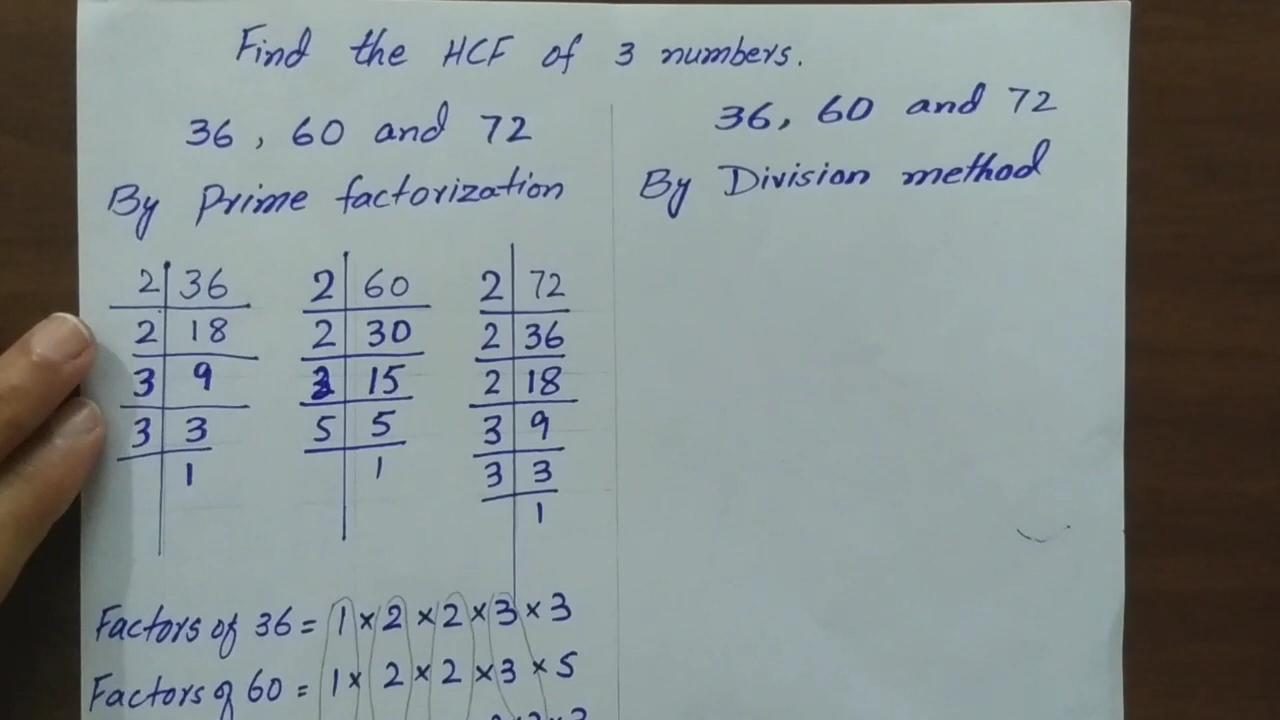 Find the HCF of 3 numbers.
36, 60 and 72
By Prime factorization
2 36
2 18
3 9
3 3
1
2 60
2 30
3 15
5 5
1
2 72
2 36
2 18
3 9
3 3
1
Factors of 36 = 1 × 2 × 2 × 3 × 3
Factors of 60 = 1 × 2 × 2 × 3 × 5
36, 60 and 72
By Division method